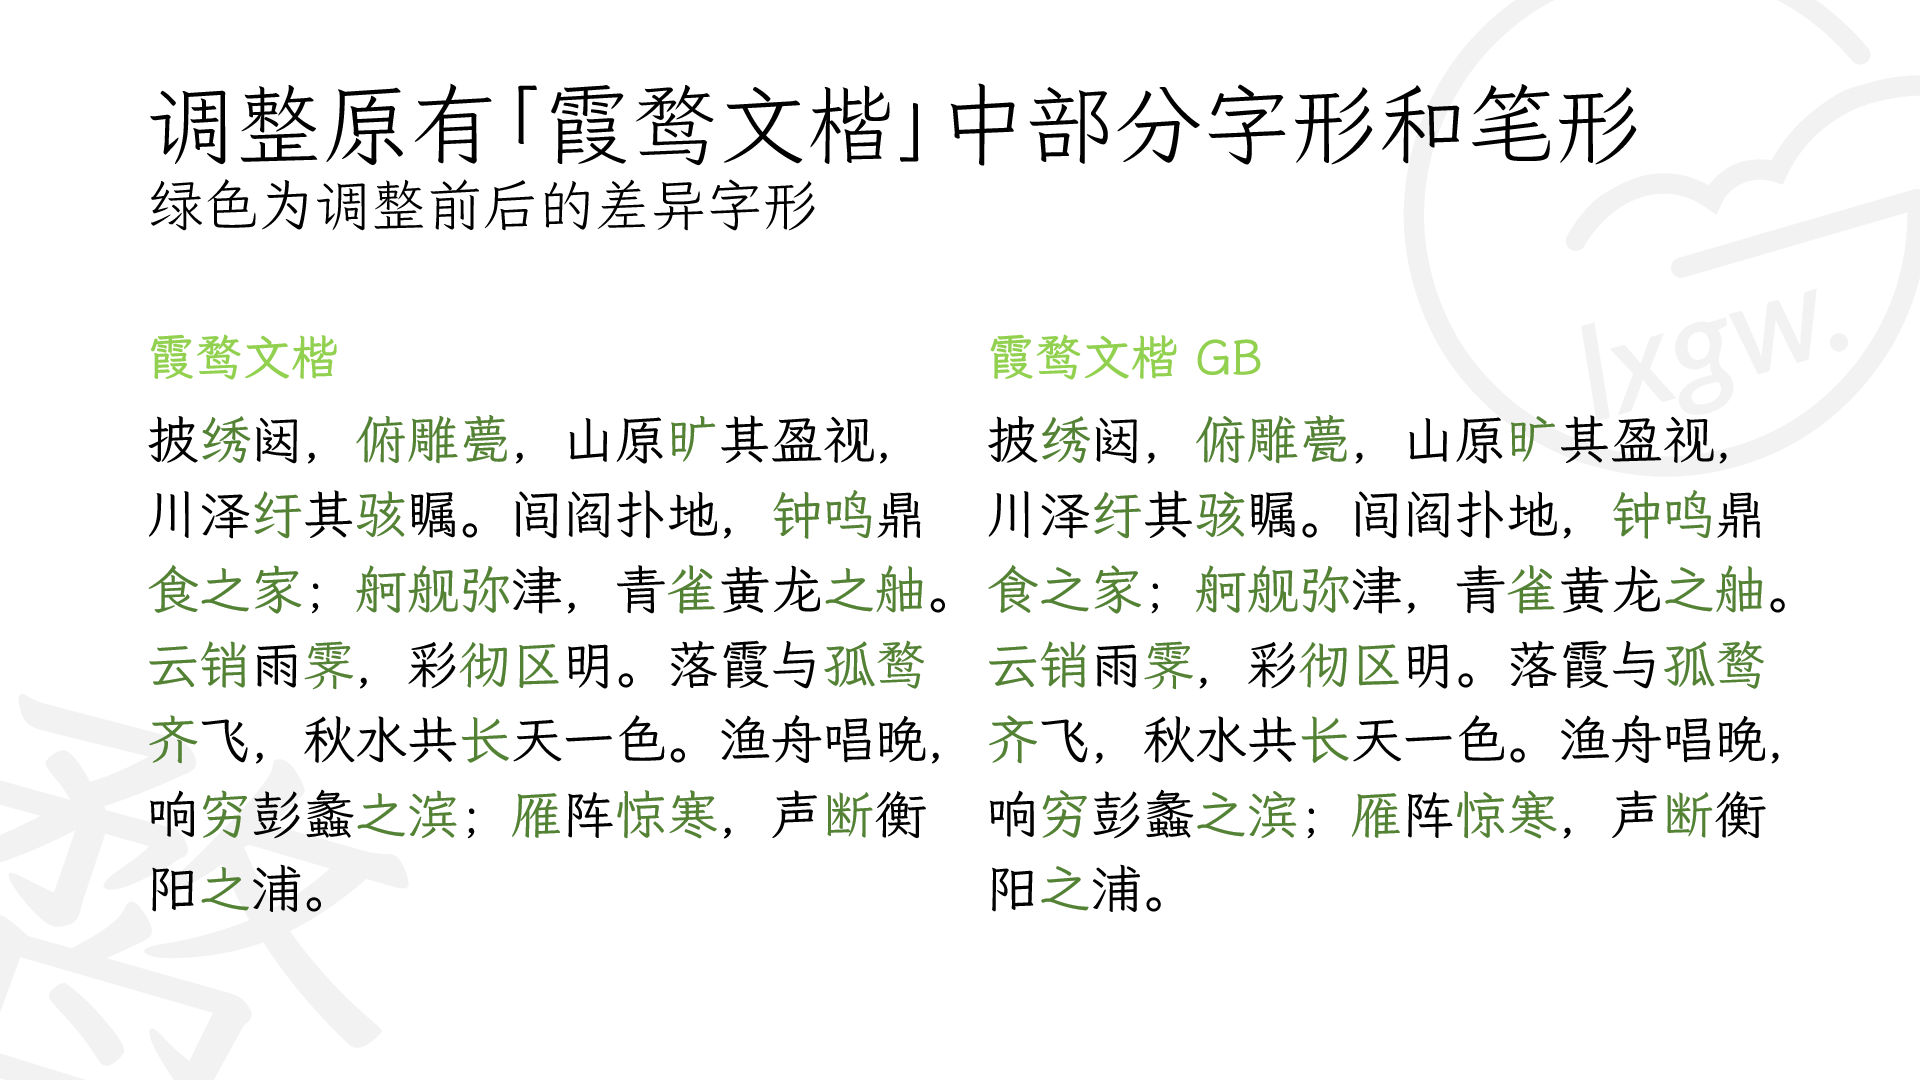 调整原有「霞鹜文楷」中部分字形和笔形
绿色为调整前后的差异字形
霞鹜文楷
披绣闼，俯雕甍，山原旷其盈视，
川泽纡其骇瞩。闾阎扑地，钟鸣鼎
食之家；舸舰弥津，青雀黄龙之舳。
云销雨霁，彩彻区明。落霞与孤鹜
齐飞，秋水共长天一色。渔舟唱晚，
响穷彭蠡之滨；雁阵惊寒，声断衡
阳之浦。
霞鹜文楷 GB
披绣闼，俯雕甍，山原旷其盈视，
川泽纡其骇瞩。闾阎扑地，钟鸣鼎
食之家；舸舰弥津，青雀黄龙之舳。
云销雨霁，彩彻区明。落霞与孤鹜
齐飞，秋水共长天一色。渔舟唱晚，
响穷彭蠡之滨；雁阵惊寒，声断衡
阳之浦。
lxgw.